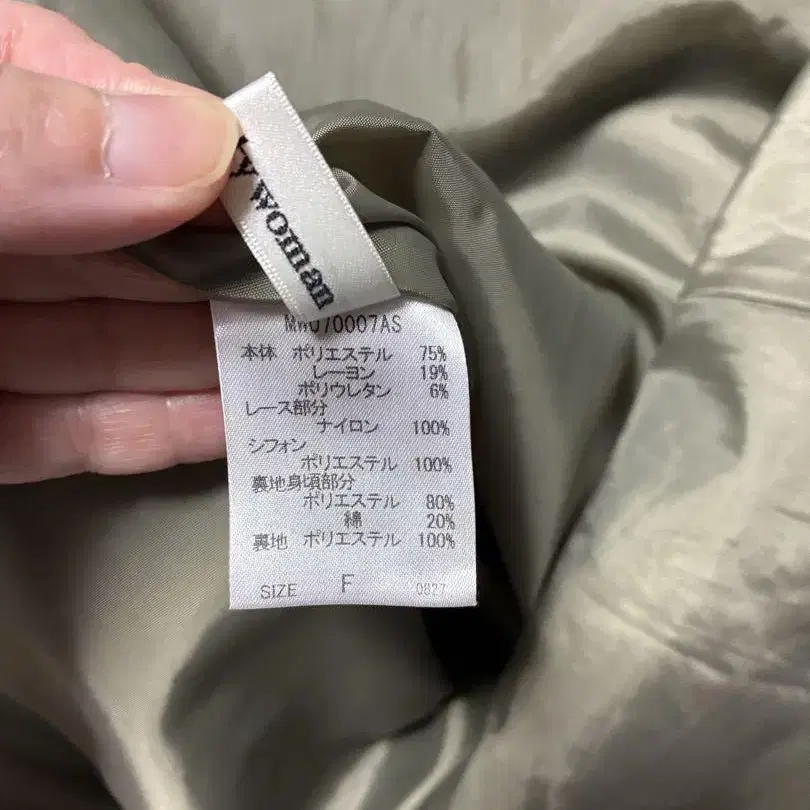 ywoman
MW070007AS
本体 ポリエステル 75%
レーヨン 19%
ポリウレタン 6%
レース部分
ナイロン 100%
シフォン
ポリエステル 100%
裏地身頃部分
ポリエステル 80%
綿 20%
裏地 ポリエステル 100%
SIZE F 0827